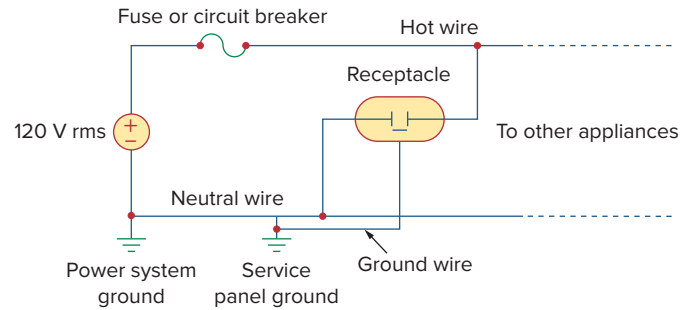 Fuse or circuit breaker
Hot wire
Receptacle
120 V rms
+
−
To other appliances
Neutral wire
Power system
ground
Service
panel ground
Ground wire